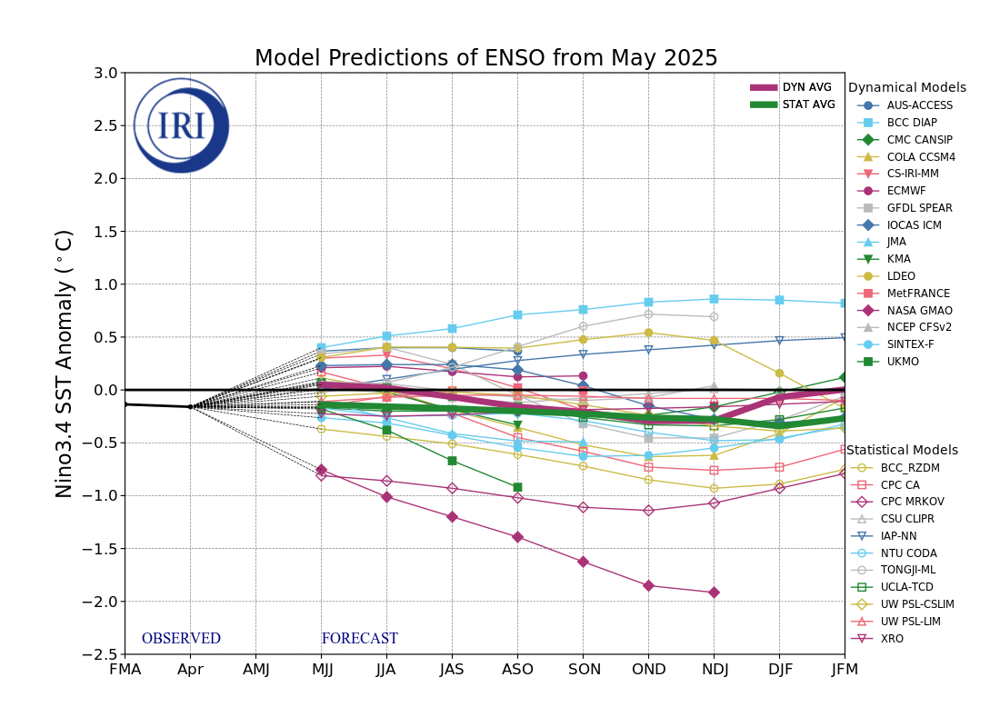 Model Predictions of ENSO from May 2025
IRI
DYN AVG
STAT AVG
Nino3.4 SST Anomaly (°C)
3.0
2.5
2.0
1.5
1.0
0.5
0.0
−0.5
−1.0
−1.5
−2.0
−2.5
OBSERVED
FORECAST
FMA Apr AMJ MJJ JJA JAS ASO SON OND NDJ DJF JFM
Dynamical Models
AUS-ACCESS
BCC DIAP
CMC CANSIP
COLA CCSM4
CS-IRI-MM
ECMWF
GFDL SPEAR
IOCAS ICM
JMA
KMA
LDEO
MetFRANCE
NASA GMAO
NCEP CFSv2
SINTEX-F
UKMO
Statistical Models
BCC_RZDM
CPC CA
CPC MRKOV
CSU CLIPR
IAP-NN
NTU CODA
TONGJI-ML
UCLA-TCD
UW PSL-CSLIM
UW PSL-LIM
XRO